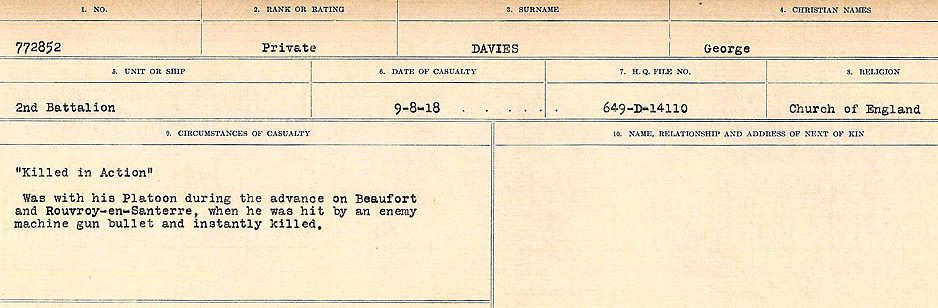 1. NO. 2. RANK OR RATING 3. SURNAME 4. CHRISTIAN NAMES
772852 Private DAVIES George
5. UNIT OR SHIP 6. DATE OF CASUALTY 7. H. Q. FILE NO. 8. RELIGION
2nd Battalion 9-8-18 . . . . . . 649-D-14110 Church of England
9. CIRCUMSTANCES OF CASUALTY 10. NAME, RELATIONSHIP AND ADDRESS OF NEXT OF KIN
"Killed in Action"
Was with his Platoon during the advance on Beaufort
and Rouvroy-en-Santerre, when he was hit by an enemy
machine gun bullet and instantly killed.